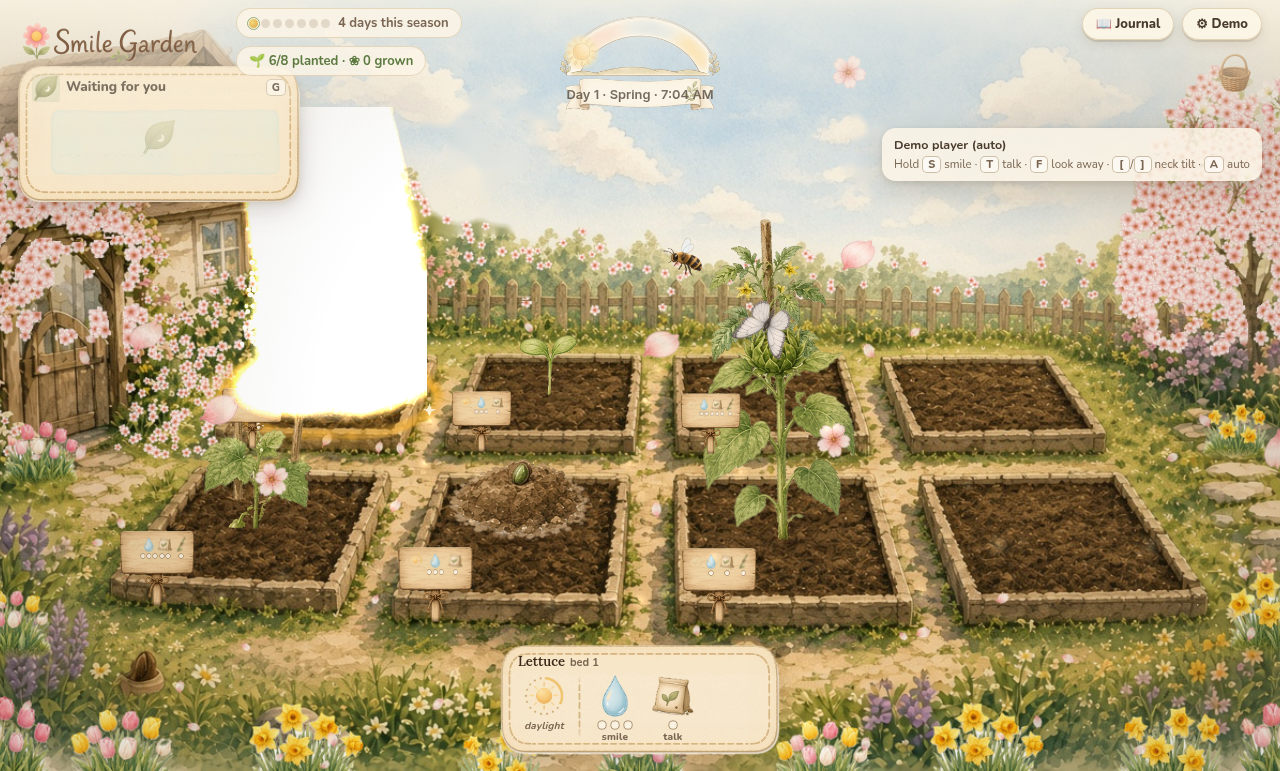 Smile Garden
4 days this season
6/8 planted · 0 grown
Waiting for you
G
Day 1 · Spring · 7:04 AM
Journal
Demo
Demo player (auto)
Hold S smile · T talk · F look away · [ / ] neck tilt · A auto
Lettuce bed 1
daylight
smile
talk